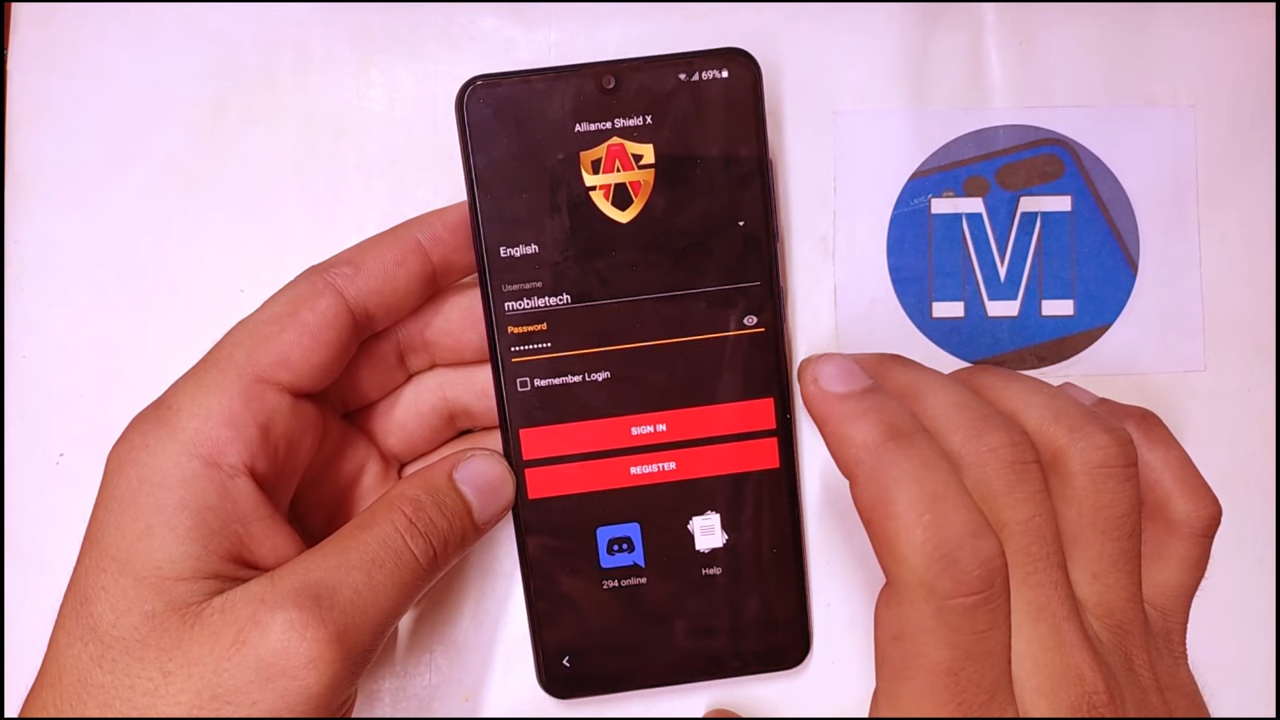 69%
Alliance Shield X
English
Username
mobiletech
Password
•••••••••
Remember Login
SIGN IN
REGISTER
294 online
Help
M